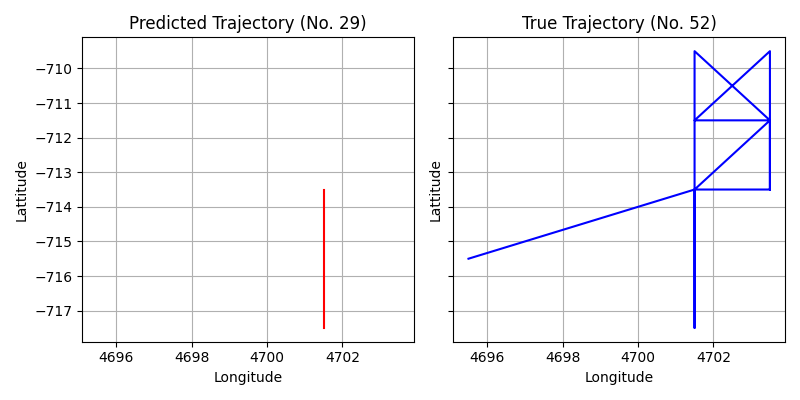 Predicted Trajectory (No. 29)
True Trajectory (No. 52)
−710
−711
−712
−713
−714
−715
−716
−717
Lattitude
Lattitude
4696 4698 4700 4702
4696 4698 4700 4702
Longitude
Longitude